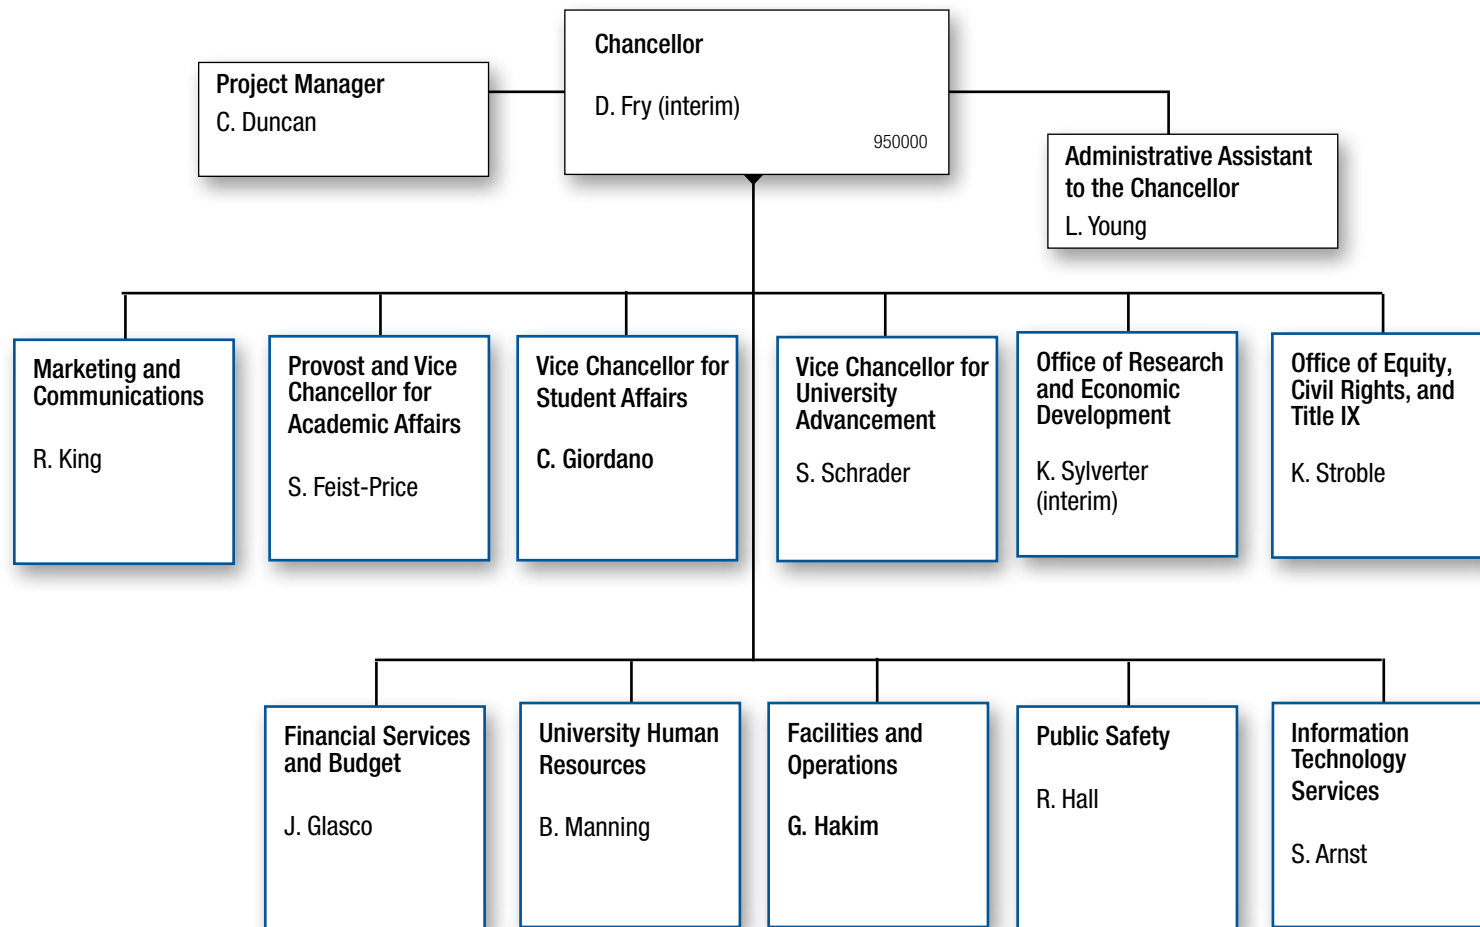 Chancellor
D. Fry (interim)
950000
Project Manager
C. Duncan
Administrative Assistant
to the Chancellor
L. Young
Marketing and
Communications
R. King
Provost and Vice
Chancellor for
Academic Affairs
S. Feist-Price
Vice Chancellor for
Student Affairs
C. Giordano
Vice Chancellor for
University
Advancement
S. Schrader
Office of Research
and Economic
Development
K. Sylverter
(interim)
Office of Equity,
Civil Rights, and
Title IX
K. Stroble
Financial Services
and Budget
J. Glasco
University Human
Resources
B. Manning
Facilities and
Operations
G. Hakim
Public Safety
R. Hall
Information
Technology
Services
S. Arnst